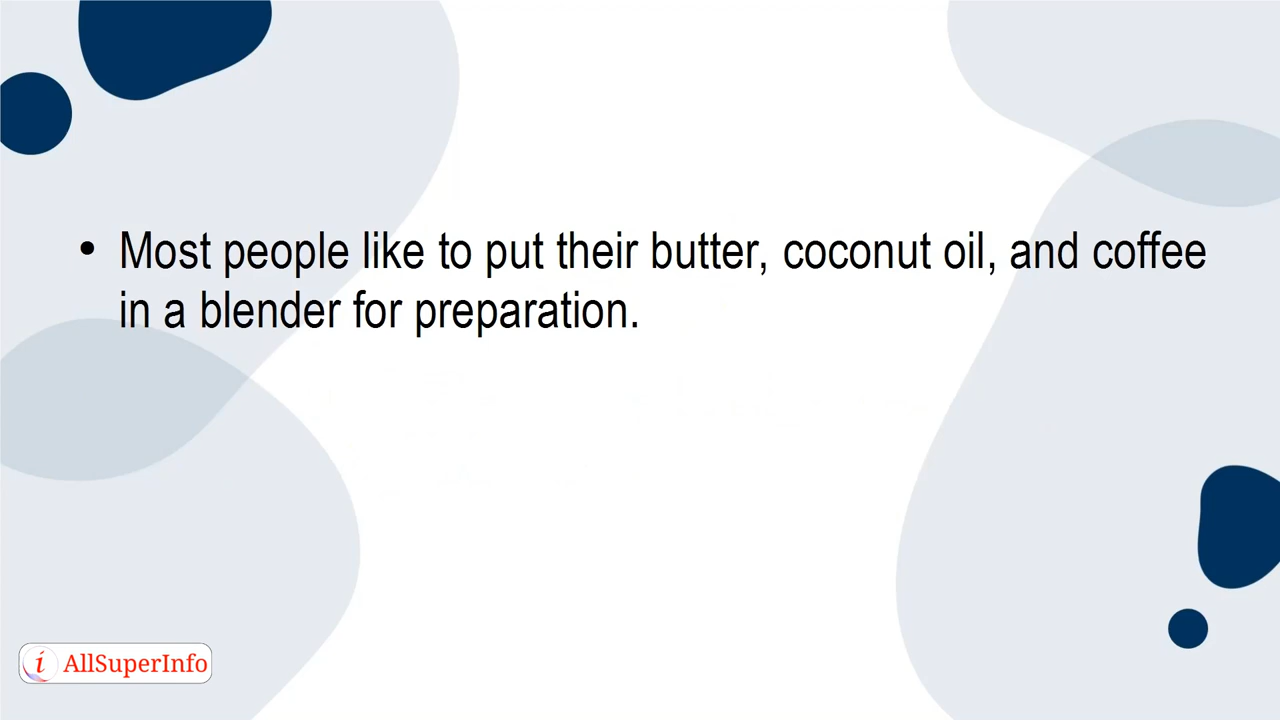 • Most people like to put their butter, coconut oil, and coffee
in a blender for preparation.
i AllSuperInfo